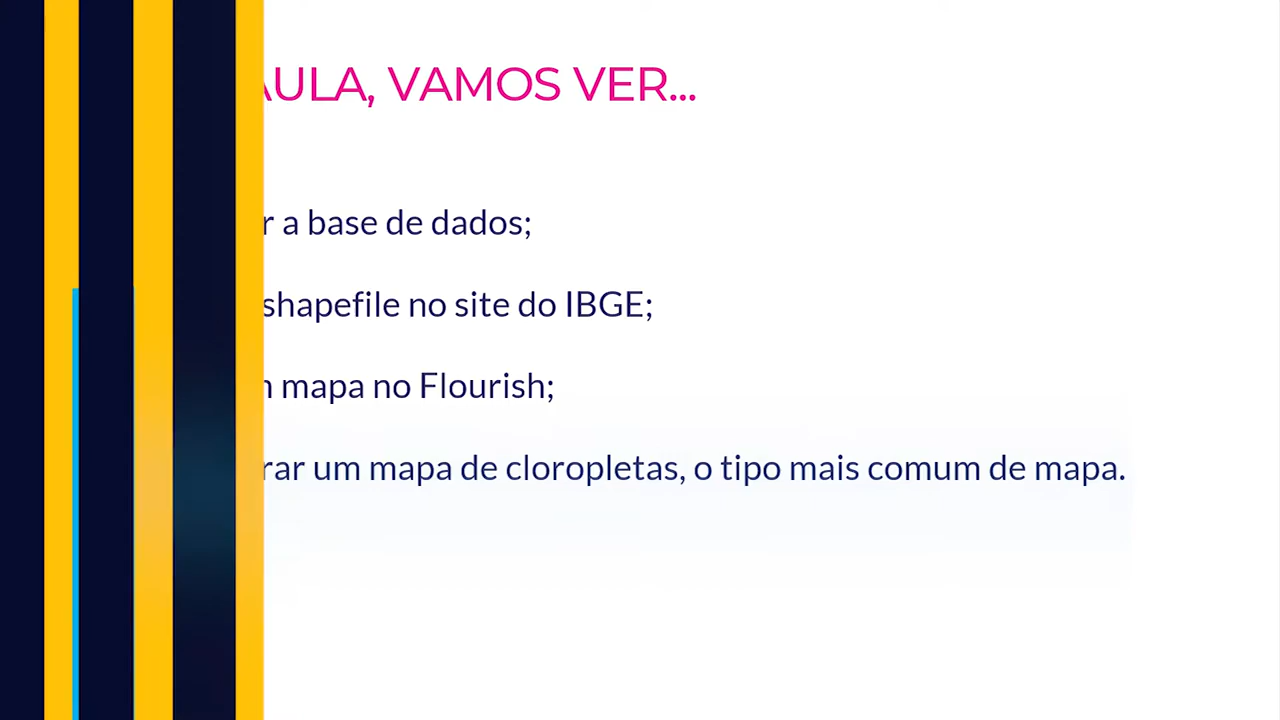 AULA, VAMOS VER...
a base de dados;
shapefile no site do IBGE;
mapa no Flourish;
um mapa de cloropletas, o tipo mais comum de mapa.